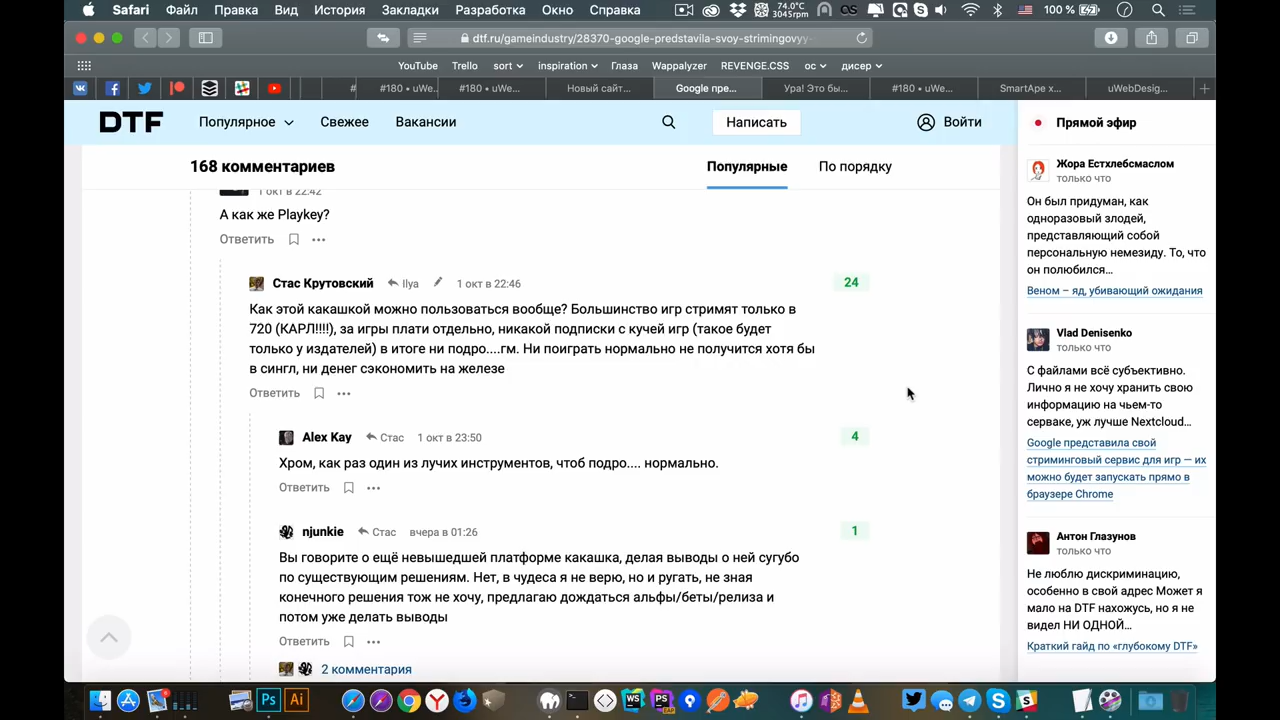 Safari Файл Правка Вид История Закладки Разработка Окно Справка
74.0°C
3045rpm
100 %
dtf.ru/gameindustry/28370-google-predstavila-svoy-strimingovyy-
YouTube Trello sort inspiration Глаза Wappalyzer REVENGE.CSS ос дисер
# #180 • uWe... #180 • uWe... Новый сайт... Google пре... Ура! Это бы... #180 • uWe... SmartApe х... uWebDesig...
DTF Популярное Свежее Вакансии Написать Войти
168 комментариев Популярные По порядку
1 окт в 22:42
А как же Playkey?
Ответить
Стас Крутовский Ilya 1 окт в 22:46 24
Как этой какашкой можно пользоваться вообще? Большинство игр стримят только в
720 (КАРЛ!!!!), за игры плати отдельно, никакой подписки с кучей игр (такое будет
только у издателей) в итоге ни подро....гм. Ни поиграть нормально не получится хотя бы
в сингл, ни денег сэкономить на железе
Ответить
Alex Kay Стас 1 окт в 23:50 4
Хром, как раз один из лучих инструментов, чтоб подро.... нормально.
Ответить
njunkie Стас вчера в 01:26 1
Вы говорите о ещё невышедшей платформе какашка, делая выводы о ней сугубо
по существующим решениям. Нет, в чудеса я не верю, но и ругать, не зная
конечного решения тож не хочу, предлагаю дождаться альфы/беты/релиза и
потом уже делать выводы
Ответить
2 комментария
Прямой эфир
Жора Естхлебсмаслом
только что
Он был придуман, как
одноразовый злодей,
представляющий собой
персональную немезиду. То, что
он полюбился...
Веном – яд, убивающий ожидания
Vlad Denisenko
только что
С файлами всё субъективно.
Лично я не хочу хранить свою
информацию на чьем-то
серваке, уж лучше Nextcloud...
Google представила свой
стриминговый сервис для игр — их
можно будет запускать прямо в
браузере Chrome
Антон Глазунов
только что
Не люблю дискриминацию,
особенно в свой адрес Может я
мало на DTF нахожусь, но я не
видел НИ ОДНОЙ...
Краткий гайд по «глубокому DTF»
Ps Ai WS PS